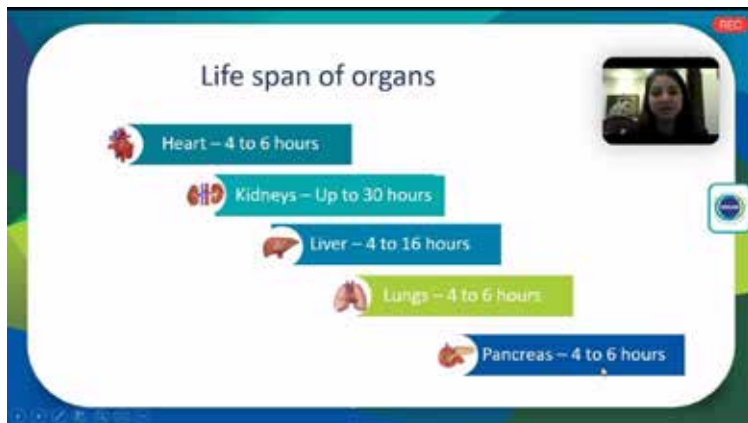 REC
Life span of organs
Heart – 4 to 6 hours
Kidneys – Up to 30 hours
Liver – 4 to 16 hours
Lungs – 4 to 6 hours
Pancreas – 4 to 6 hours